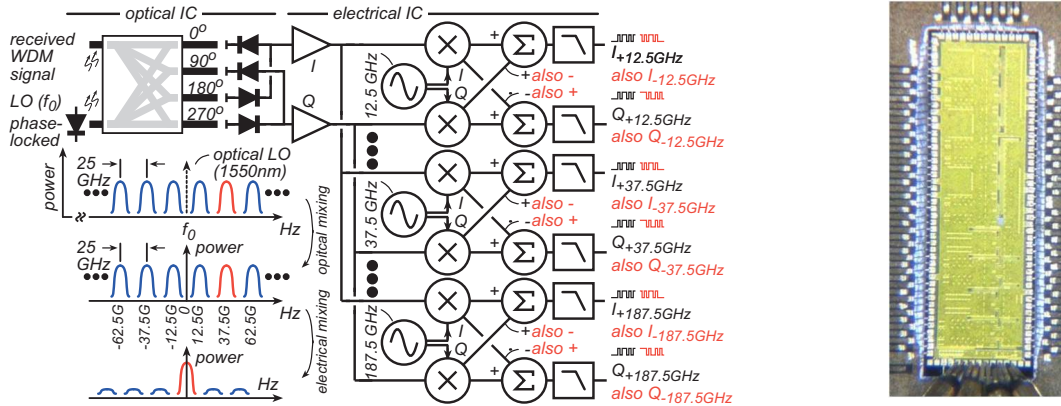 optical IC
electrical IC
received
WDM
signal
LO (f0)
phase-
locked
0o
90o
180o
270o
I
Q
12.5 GHz
I
Q
+
+
also -
-
also +
Σ
Σ
I+12.5GHz
also I-12.5GHz
Q+12.5GHz
also Q-12.5GHz
37.5 GHz
I
Q
+
+
also -
-
also +
Σ
Σ
I+37.5GHz
also I-37.5GHz
Q+37.5GHz
also Q-37.5GHz
187.5 GHz
I
Q
+
+
also -
-
also +
Σ
Σ
I+187.5GHz
also I-187.5GHz
Q+187.5GHz
also Q-187.5GHz
power
25
GHz
optical LO
(1550nm)
f0
Hz
optical mixing
25
GHz
power
Hz
-62.5G
-37.5G
-12.5G
0
12.5G
37.5G
62.5G
electrical mixing
power
Hz